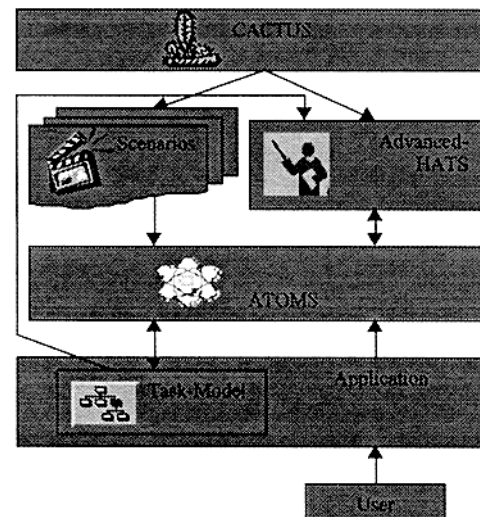 CACTUS
Scenarios
Advanced-
HATS
ATOMS
Application
Task-Model
User